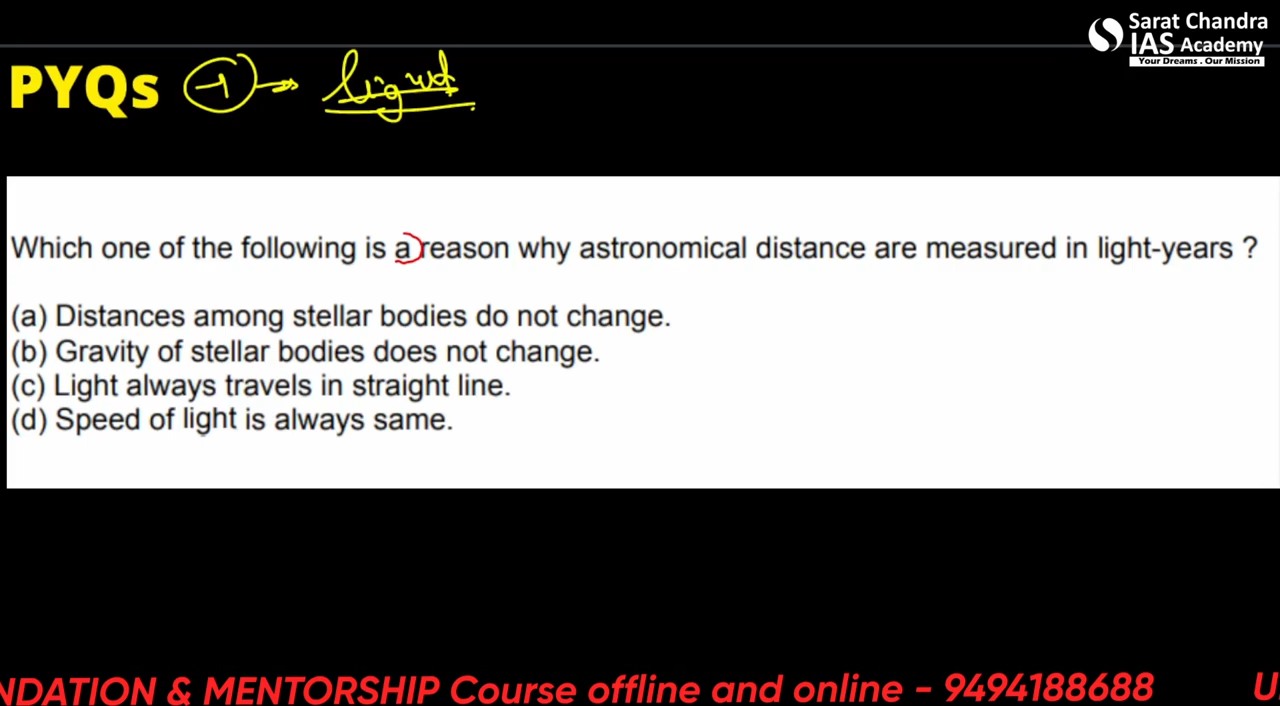 Sarat Chandra
IAS Academy
Your Dreams . Our Mission
PYQs 1 → Light
Which one of the following is a reason why astronomical distance are measured in light-years ?
(a) Distances among stellar bodies do not change.
(b) Gravity of stellar bodies does not change.
(c) Light always travels in straight line.
(d) Speed of light is always same.
NDATION & MENTORSHIP Course offline and online - 9494188688 U